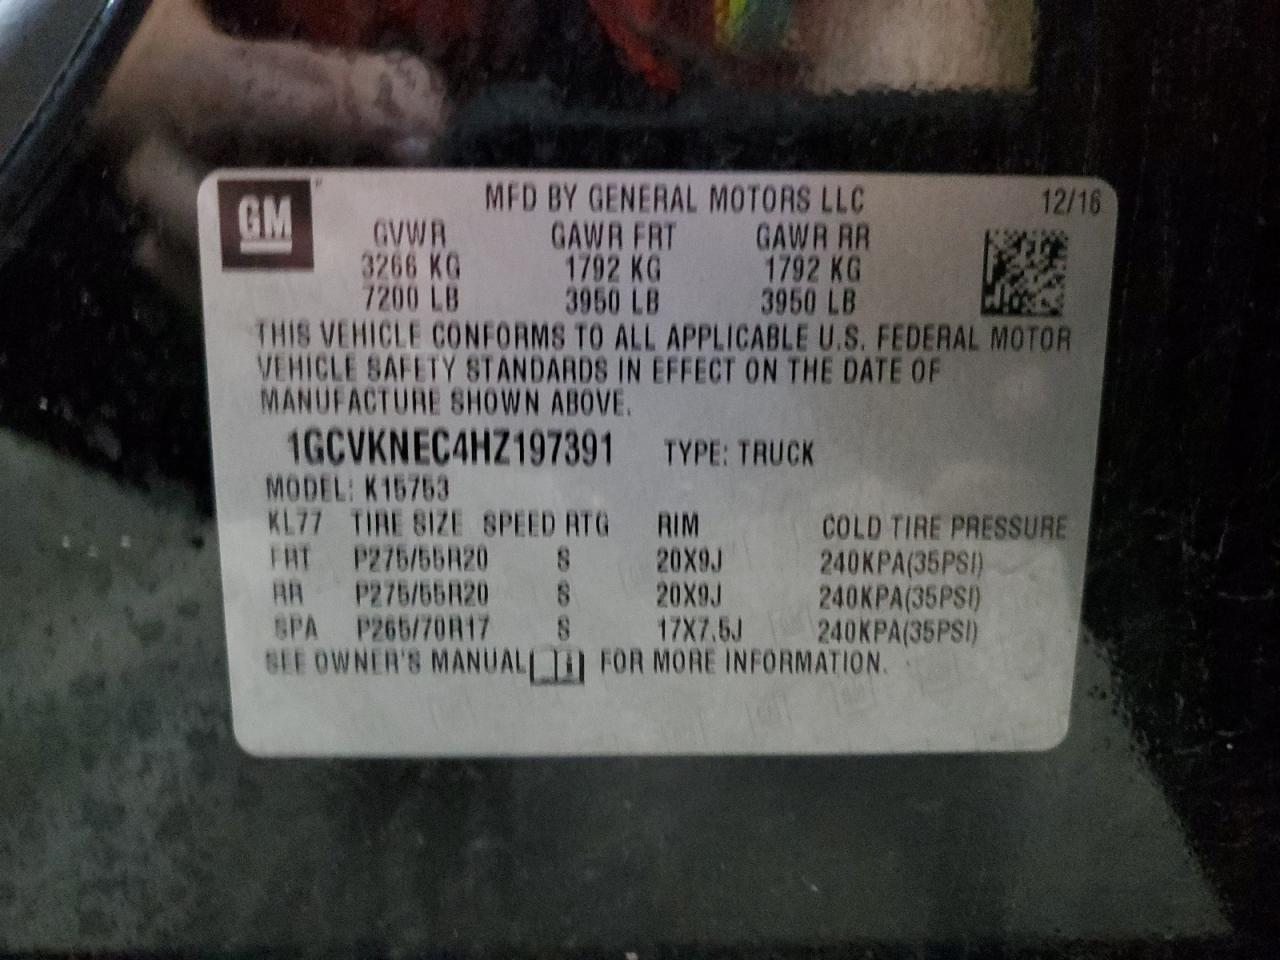 GM MFD BY GENERAL MOTORS LLC 12/16
GVWR GAWR FRT GAWR RR
3266 KG 1792 KG 1792 KG
7200 LB 3950 LB 3950 LB
THIS VEHICLE CONFORMS TO ALL APPLICABLE U.S. FEDERAL MOTOR
VEHICLE SAFETY STANDARDS IN EFFECT ON THE DATE OF
MANUFACTURE SHOWN ABOVE.
1GCVKNEC4HZ197391 TYPE: TRUCK
MODEL: K15753
KL77 TIRE SIZE SPEED RTG RIM COLD TIRE PRESSURE
FRT P275/55R20 S 20X9J 240KPA(35PSI)
RR P275/55R20 S 20X9J 240KPA(35PSI)
SPA P265/70R17 S 17X7.5J 240KPA(35PSI)
SEE OWNER'S MANUAL FOR MORE INFORMATION.